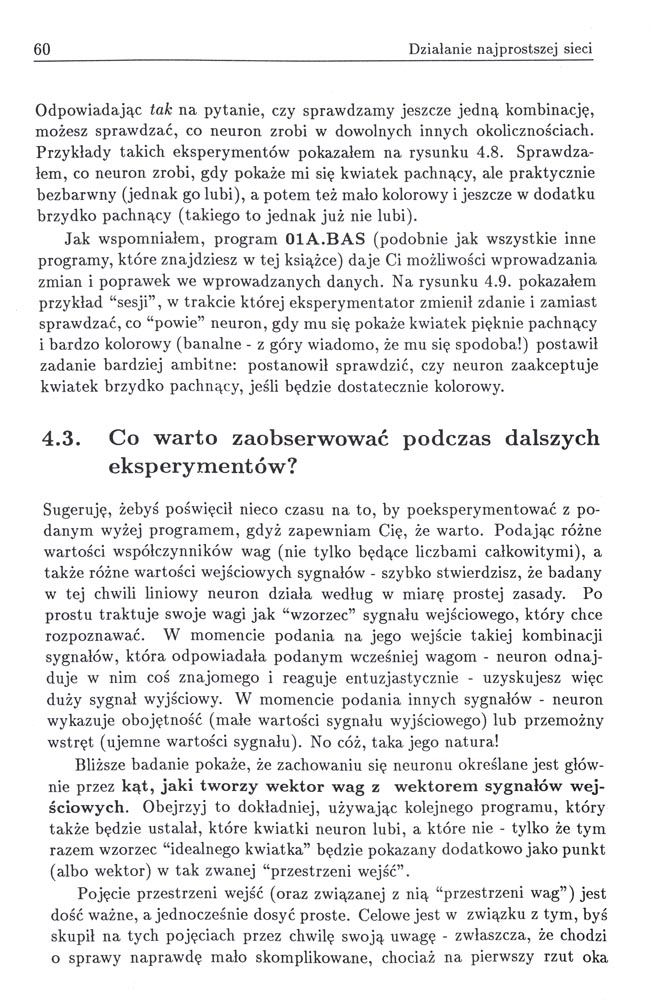 60 Działanie najprostszej sieci
Odpowiadając tak na pytanie, czy sprawdzamy jeszcze jedną kombinację,
możesz sprawdzać, co neuron zrobi w dowolnych innych okolicznościach.
Przykłady takich eksperymentów pokazałem na rysunku 4.8. Sprawdza-
łem, co neuron zrobi, gdy pokaże mi się kwiatek pachnący, ale praktycznie
bezbarwny (jednak go lubi), a potem też mało kolorowy i jeszcze w dodatku
brzydko pachnący (takiego to jednak już nie lubi).
Jak wspomniałem, program 01A.BAS (podobnie jak wszystkie inne
programy, które znajdziesz w tej książce) daje Ci możliwości wprowadzania
zmian i poprawek we wprowadzanych danych. Na rysunku 4.9. pokazałem
przykład “sesji”, w trakcie której eksperymentator zmienił zdanie i zamiast
sprawdzać, co “powie” neuron, gdy mu się pokaże kwiatek pięknie pachnący
i bardzo kolorowy (banalne - z góry wiadomo, że mu się spodoba!) postawił
zadanie bardziej ambitne: postanowił sprawdzić, czy neuron zaakceptuje
kwiatek brzydko pachnący, jeśli będzie dostatecznie kolorowy.
4.3. Co warto zaobserwować podczas dalszych
eksperymentów?
Sugeruję, żebyś poświęcił nieco czasu na to, by poeksperymentować z po-
danym wyżej programem, gdyż zapewniam Cię, że warto. Podając różne
wartości współczynników wag (nie tylko będące liczbami całkowitymi), a
także różne wartości wejściowych sygnałów - szybko stwierdzisz, że badany
w tej chwili liniowy neuron działa według w miarę prostej zasady. Po
prostu traktuje swoje wagi jak “wzorzec” sygnału wejściowego, który chce
rozpoznawać. W momencie podania na jego wejście takiej kombinacji
sygnałów, która odpowiadała podanym wcześniej wagom - neuron odnaj-
duje w nim coś znajomego i reaguje entuzjastycznie - uzyskujesz więc
duży sygnał wyjściowy. W momencie podania innych sygnałów - neuron
wykazuje obojętność (małe wartości sygnału wyjściowego) lub przemożny
wstręt (ujemne wartości sygnału). No cóż, taka jego natura!
Bliższe badanie pokaże, że zachowaniu się neuronu określane jest głów-
nie przez kąt, jaki tworzy wektor wag z wektorem sygnałów wej-
ściowych. Obejrzyj to dokładniej, używając kolejnego programu, który
także będzie ustalał, które kwiatki neuron lubi, a które nie - tylko że tym
razem wzorzec “idealnego kwiatka” będzie pokazany dodatkowo jako punkt
(albo wektor) w tak zwanej “przestrzeni wejść”.
Pojęcie przestrzeni wejść (oraz związanej z nią “przestrzeni wag”) jest
dość ważne, a jednocześnie dosyć proste. Celowe jest w związku z tym, byś
skupił na tych pojęciach przez chwilę swoją uwagę - zwłaszcza, że chodzi
o sprawy naprawdę mało skomplikowane, chociaż na pierwszy rzut oka